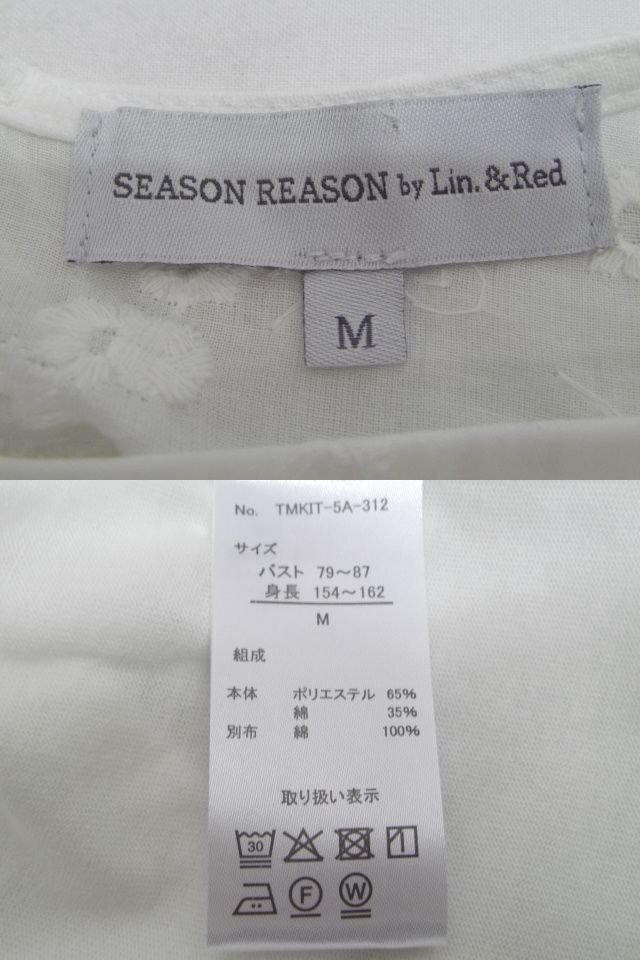 SEASON REASON by Lin.&Red
M
No. TMKIT-5A-312
サイズ
バスト 79～87
身長 154～162
M
組成
本体 ポリエステル 65%
綿 35%
別布 綿 100%
取り扱い表示
30
F W